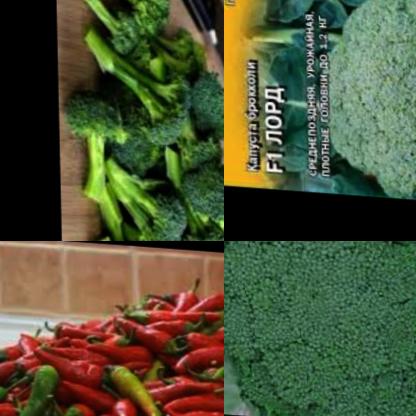 Капуста брокколи
F1 ЛОРД
СРЕДНЕПОЗДНЯЯ, УРОЖАЙНАЯ,
ПЛОТНЫЕ ГОЛОВКИ ДО 1,2 КГ